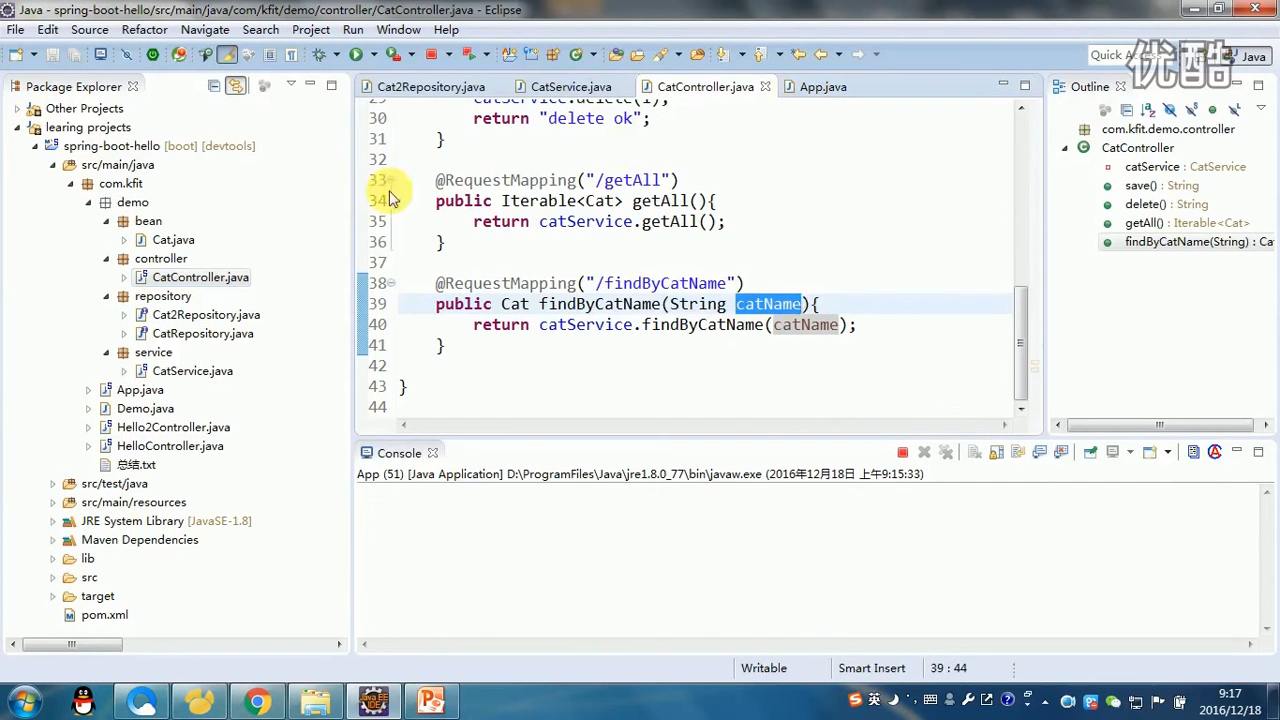 Java - spring-boot-hello/src/main/java/com/kfit/demo/controller/CatController.java - Eclipse
File Edit Source Refactor Navigate Search Project Run Window Help
Quick Access
Java
优酷
Package Explorer
Other Projects
learing projects
spring-boot-hello [boot] [devtools]
src/main/java
com.kfit
demo
bean
Cat.java
controller
CatController.java
repository
Cat2Repository.java
CatRepository.java
service
CatService.java
App.java
Demo.java
Hello2Controller.java
HelloController.java
总结.txt
src/test/java
src/main/resources
JRE System Library [JavaSE-1.8]
Maven Dependencies
lib
src
target
pom.xml
Cat2Repository.java CatService.java CatController.java App.java
29 catService.delete(1);
30 return "delete ok";
31 }
32
33 @RequestMapping("/getAll")
34 public Iterable<Cat> getAll(){
35 return catService.getAll();
36 }
37
38 @RequestMapping("/findByCatName")
39 public Cat findByCatName(String catName){
40 return catService.findByCatName(catName);
41 }
42
43 }
44
Outline
com.kfit.demo.controller
CatController
catService : CatService
save() : String
delete() : String
getAll() : Iterable<Cat>
findByCatName(String) : Ca
Console
App (51) [Java Application] D:\ProgramFiles\Java\jre1.8.0_77\bin\javaw.exe (2016年12月18日 上午9:15:33)
Writable Smart Insert 39 : 44
英
9:17
2016/12/18